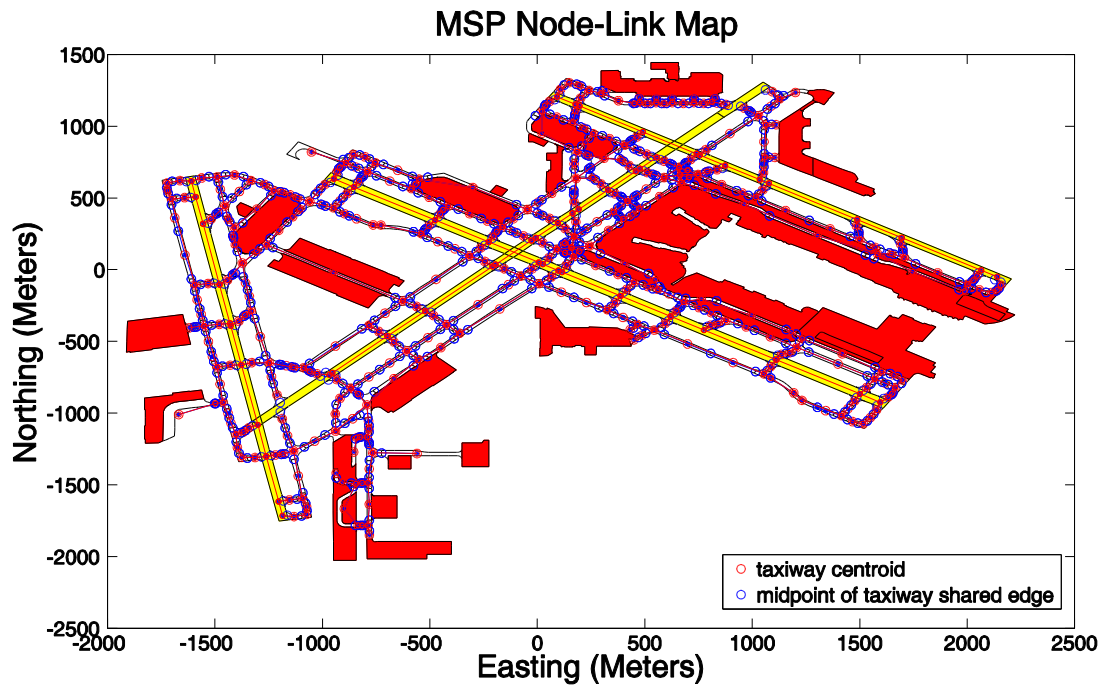 MSP Node-Link Map
1500
1000
500
0
-500
-1000
-1500
-2000
-2500
Northing (Meters)
-2000 -1500 -1000 -500 0 500 1000 1500 2000 2500
Easting (Meters)
taxiway centroid
midpoint of taxiway shared edge